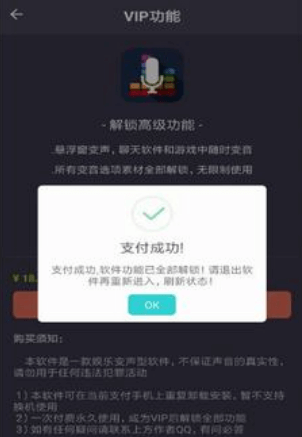 VIP功能
-解锁高级功能-
.悬浮窗变声，聊天软件和游戏中随时变音
.所有变音选项素材全部解锁，无限制使用
支付成功!
支付成功,软件功能已全部解锁！请退出软
件再重新进入，刷新状态！
¥ 18.
OK
购买须知:
本软件是一款娱乐变声型软件，不保证声音的真实性，
请勿用于任何违法犯罪活动
1）本软件可在当前支付手机上重复卸载安装，暂不支持
换机使用
2）一次付费永久使用，成为VIP后解锁全部功能
3)如有任何疑问请联系上方作者QQ，有问必答